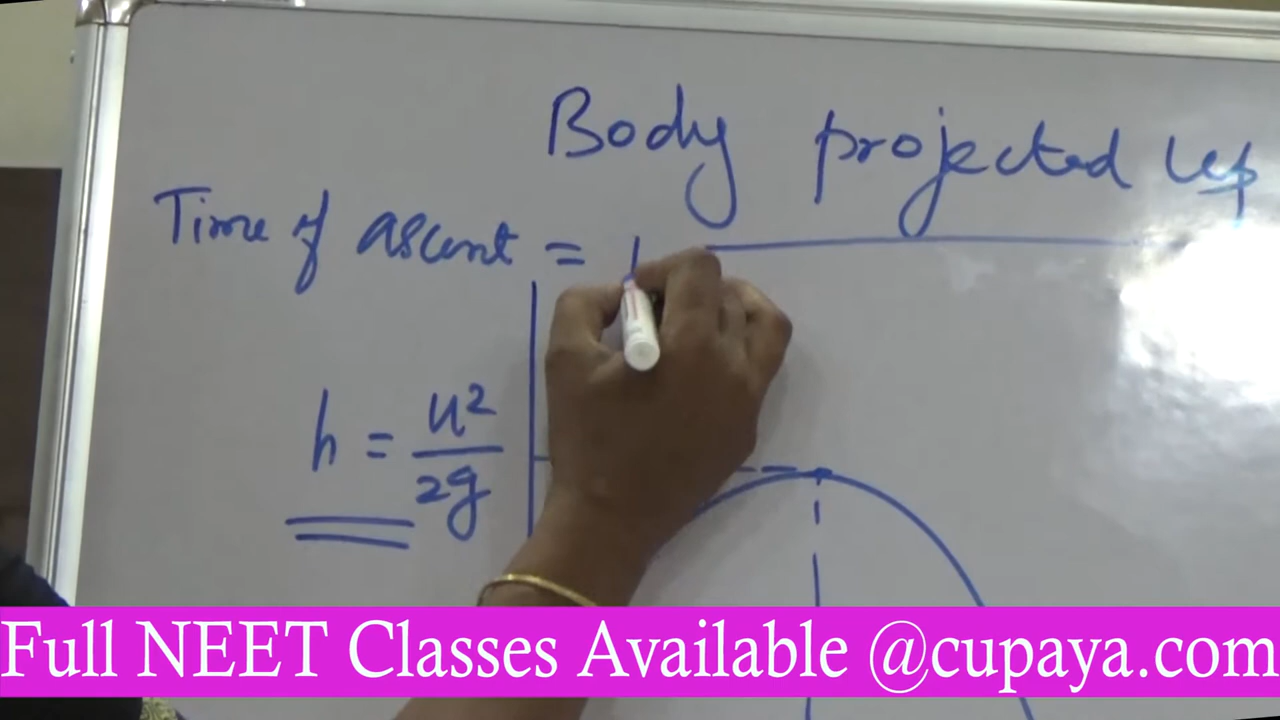 Body projected up
Time of ascent =
h = u²/2g
Full NEET Classes Available @cupaya.com